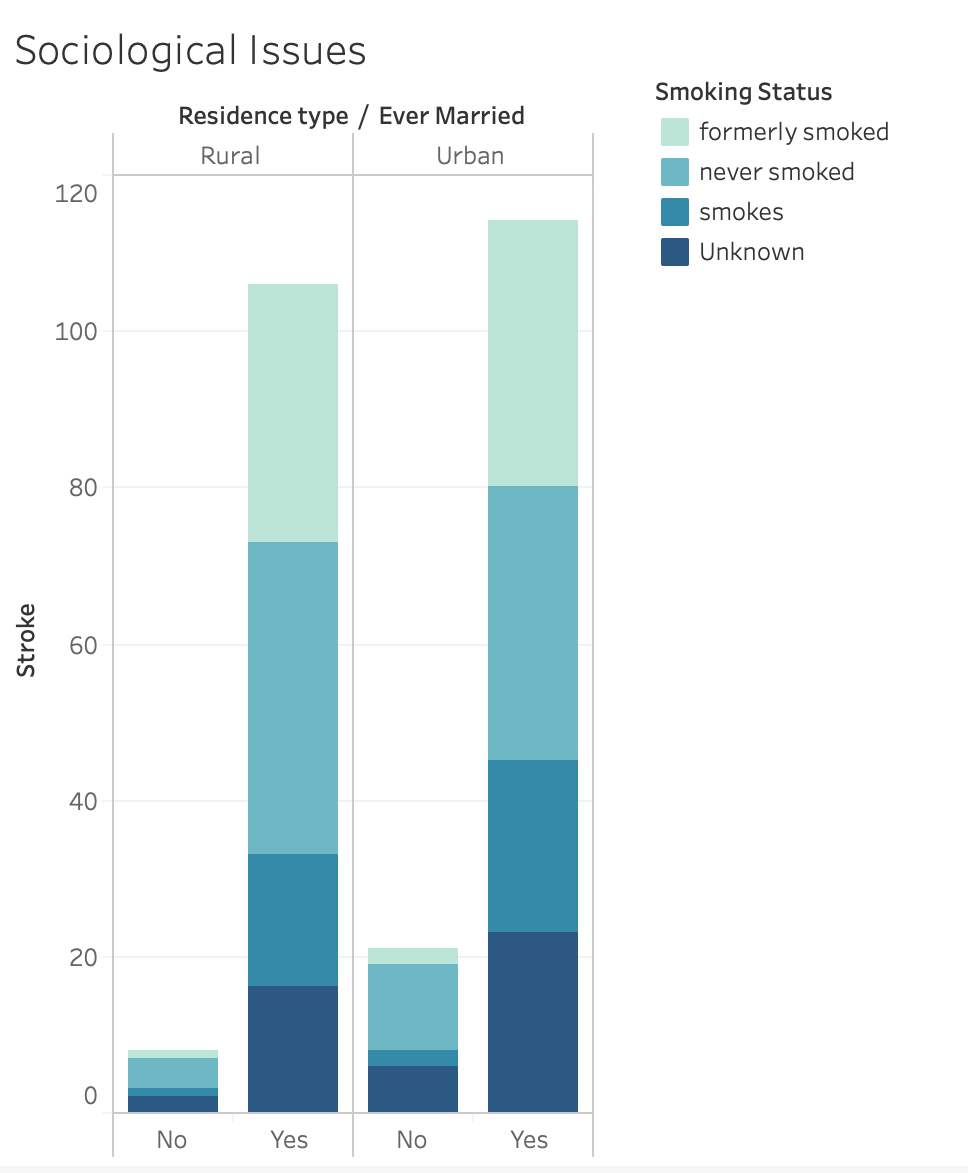 Sociological Issues
Residence type / Ever Married
Rural Urban
120
100
80
60
40
20
0
Stroke
No Yes No Yes
Smoking Status
formerly smoked
never smoked
smokes
Unknown